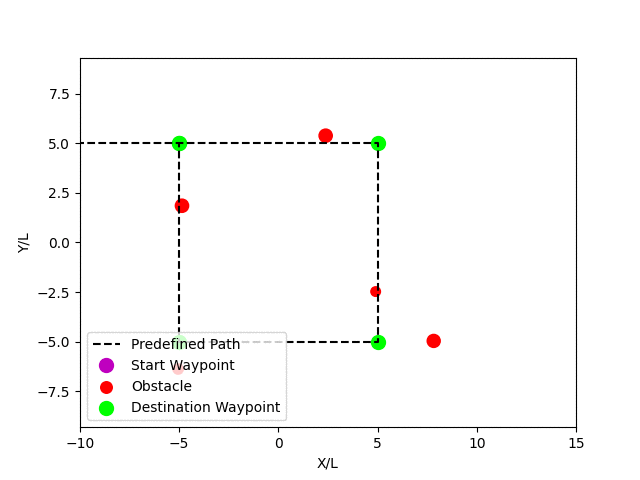 7.5
5.0
2.5
0.0
−2.5
−5.0
−7.5
Y/L
Predefined Path
Start Waypoint
Obstacle
Destination Waypoint
−10
−5
0
5
10
15
X/L